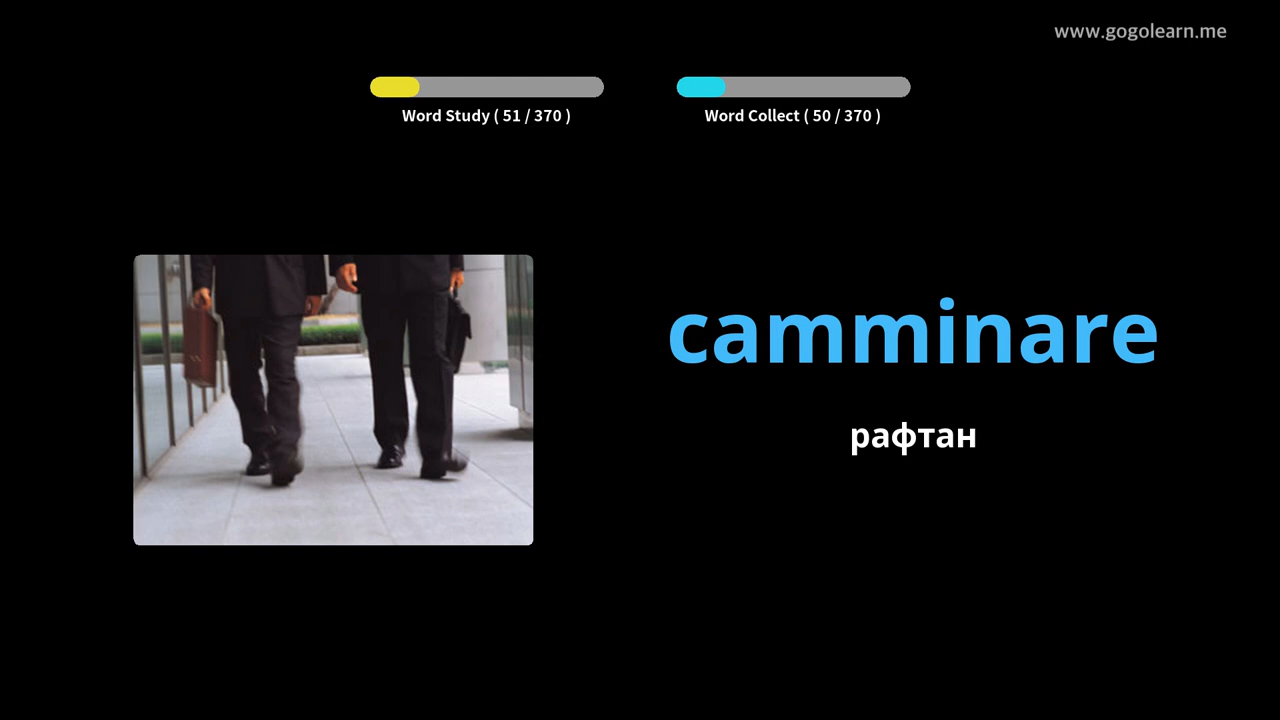 www.gogolearn.me
Word Study ( 51 / 370 )
Word Collect ( 50 / 370 )
camminare
рафтан